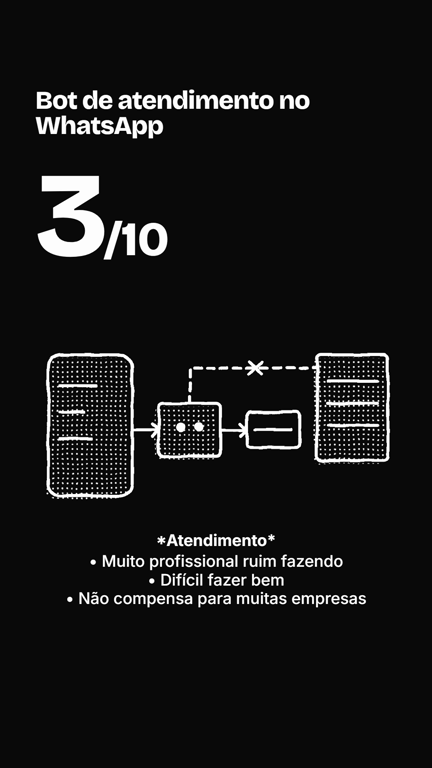 Bot de atendimento no
WhatsApp
3/10
*Atendimento*
• Muito profissional ruim fazendo
• Difícil fazer bem
• Não compensa para muitas empresas